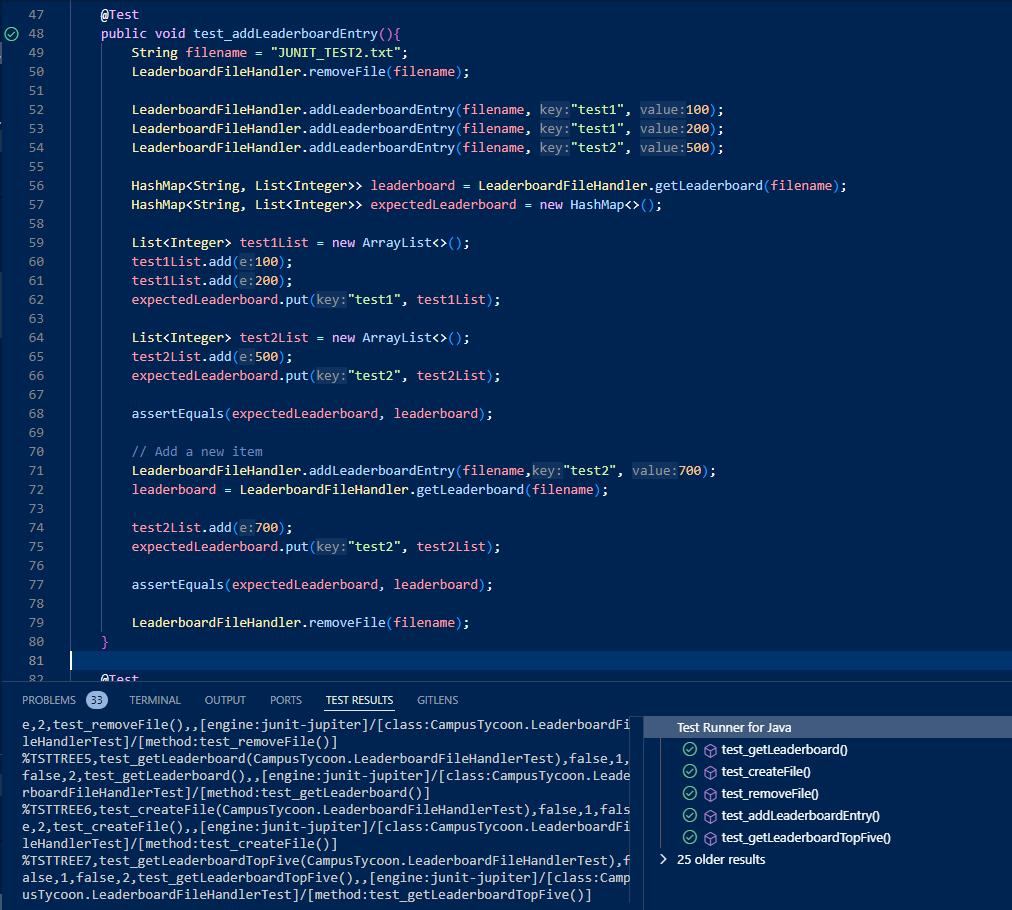 47 @Test
48 public void test_addLeaderboardEntry(){
49 String filename = "JUNIT_TEST2.txt";
50 LeaderboardFileHandler.removeFile(filename);
51
52 LeaderboardFileHandler.addLeaderboardEntry(filename, key:"test1", value:100);
53 LeaderboardFileHandler.addLeaderboardEntry(filename, key:"test1", value:200);
54 LeaderboardFileHandler.addLeaderboardEntry(filename, key:"test2", value:500);
55
56 HashMap<String, List<Integer>> leaderboard = LeaderboardFileHandler.getLeaderboard(filename);
57 HashMap<String, List<Integer>> expectedLeaderboard = new HashMap<>();
58
59 List<Integer> test1List = new ArrayList<>();
60 test1List.add(e:100);
61 test1List.add(e:200);
62 expectedLeaderboard.put(key:"test1", test1List);
63
64 List<Integer> test2List = new ArrayList<>();
65 test2List.add(e:500);
66 expectedLeaderboard.put(key:"test2", test2List);
67
68 assertEquals(expectedLeaderboard, leaderboard);
69
70 // Add a new item
71 LeaderboardFileHandler.addLeaderboardEntry(filename,key:"test2", value:700);
72 leaderboard = LeaderboardFileHandler.getLeaderboard(filename);
73
74 test2List.add(e:700);
75 expectedLeaderboard.put(key:"test2", test2List);
76
77 assertEquals(expectedLeaderboard, leaderboard);
78
79 LeaderboardFileHandler.removeFile(filename);
80 }
81
82 @Test
PROBLEMS 33 TERMINAL OUTPUT PORTS TEST RESULTS GITLENS
e,2,test_removeFile(),,[engine:junit-jupiter]/[class:CampusTycoon.LeaderboardFi
leHandlerTest]/[method:test_removeFile()]
%TSTTREE5,test_getLeaderboard(CampusTycoon.LeaderboardFileHandlerTest),false,1,
false,2,test_getLeaderboard(),,[engine:junit-jupiter]/[class:CampusTycoon.Leade
rboardFileHandlerTest]/[method:test_getLeaderboard()]
%TSTTREE6,test_createFile(CampusTycoon.LeaderboardFileHandlerTest),false,1,fals
e,2,test_createFile(),,[engine:junit-jupiter]/[class:CampusTycoon.LeaderboardFi
leHandlerTest]/[method:test_createFile()]
%TSTTREE7,test_getLeaderboardTopFive(CampusTycoon.LeaderboardFileHandlerTest),f
alse,1,false,2,test_getLeaderboardTopFive(),,[engine:junit-jupiter]/[class:Camp
usTycoon.LeaderboardFileHandlerTest]/[method:test_getLeaderboardTopFive()]
Test Runner for Java
test_getLeaderboard()
test_createFile()
test_removeFile()
test_addLeaderboardEntry()
test_getLeaderboardTopFive()
25 older results